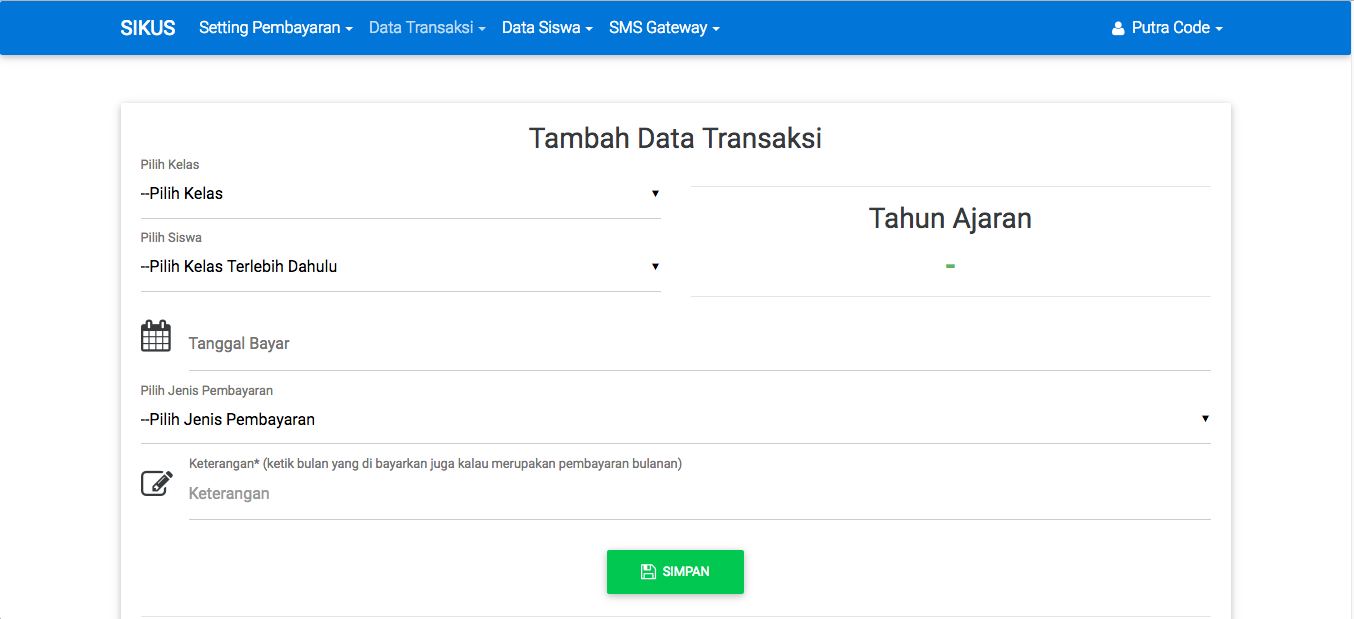 SIKUS Setting Pembayaran Data Transaksi Data Siswa SMS Gateway Putra Code
Tambah Data Transaksi
Pilih Kelas
--Pilih Kelas
Tahun Ajaran
-
Pilih Siswa
--Pilih Kelas Terlebih Dahulu
Tanggal Bayar
Pilih Jenis Pembayaran
--Pilih Jenis Pembayaran
Keterangan* (ketik bulan yang di bayarkan juga kalau merupakan pembayaran bulanan)
Keterangan
SIMPAN